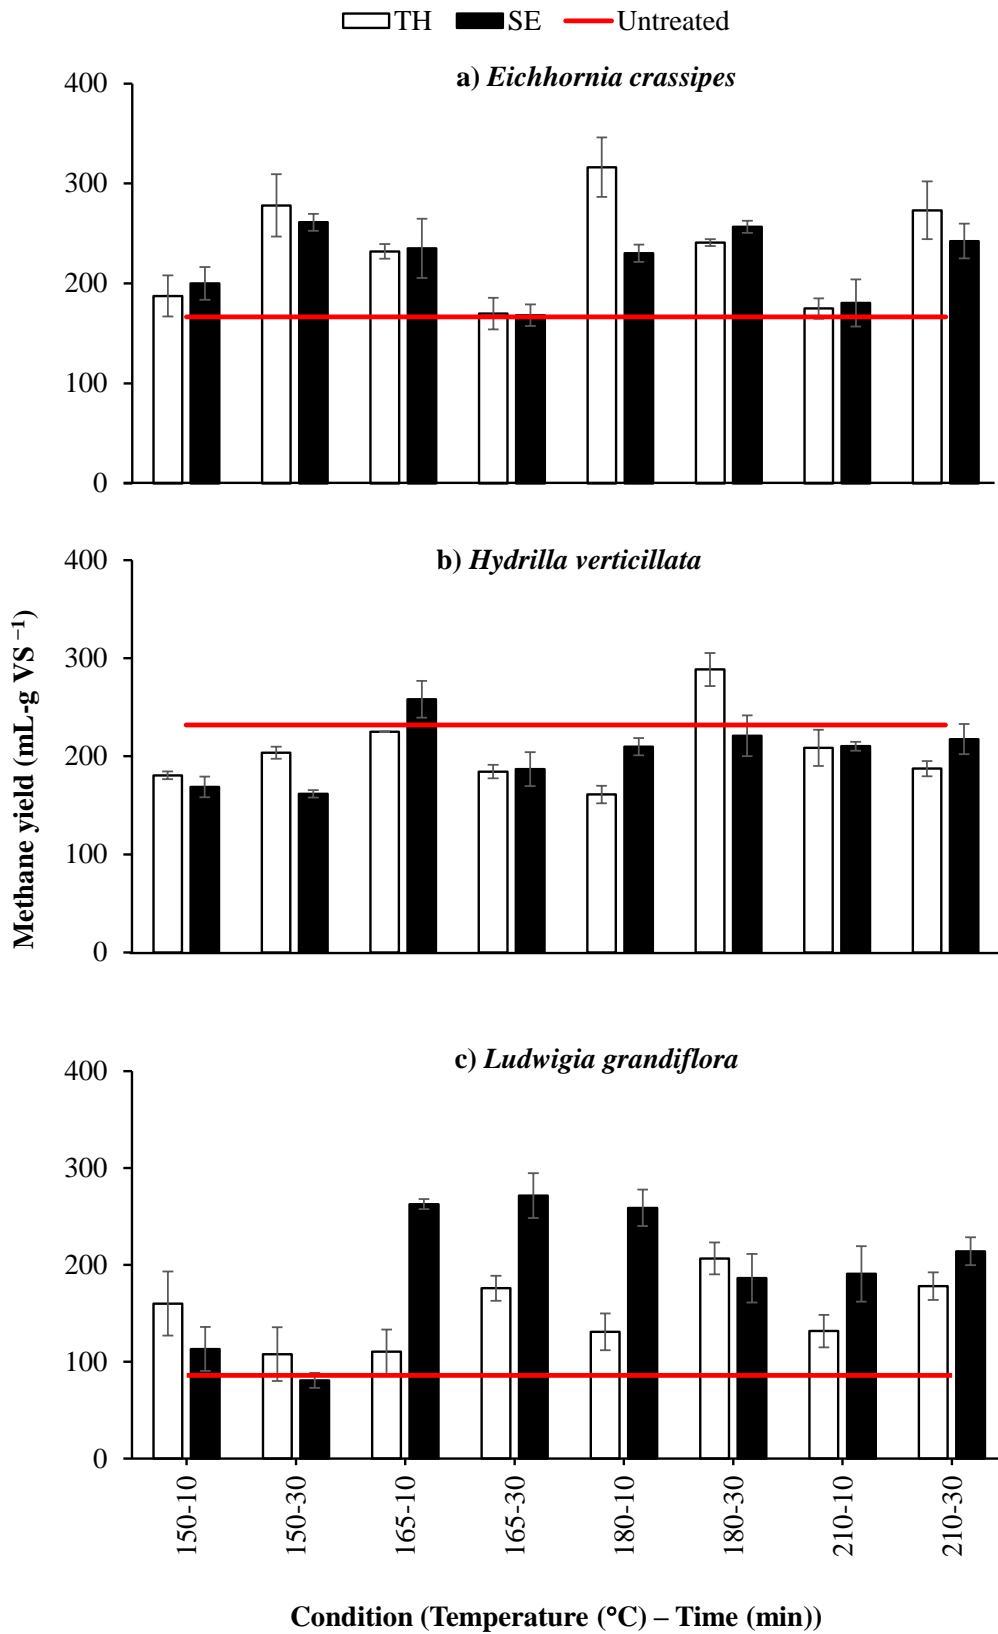 TH SE Untreated
a) Eichhornia crassipes
400
300
200
100
0
b) Hydrilla verticillata
400
300
200
100
0
Methane yield (mL-g VS ⁻¹)
c) Ludwigia grandiflora
400
300
200
100
0
150-10 150-30 165-10 165-30 180-10 180-30 210-10 210-30
Condition (Temperature (°C) – Time (min))